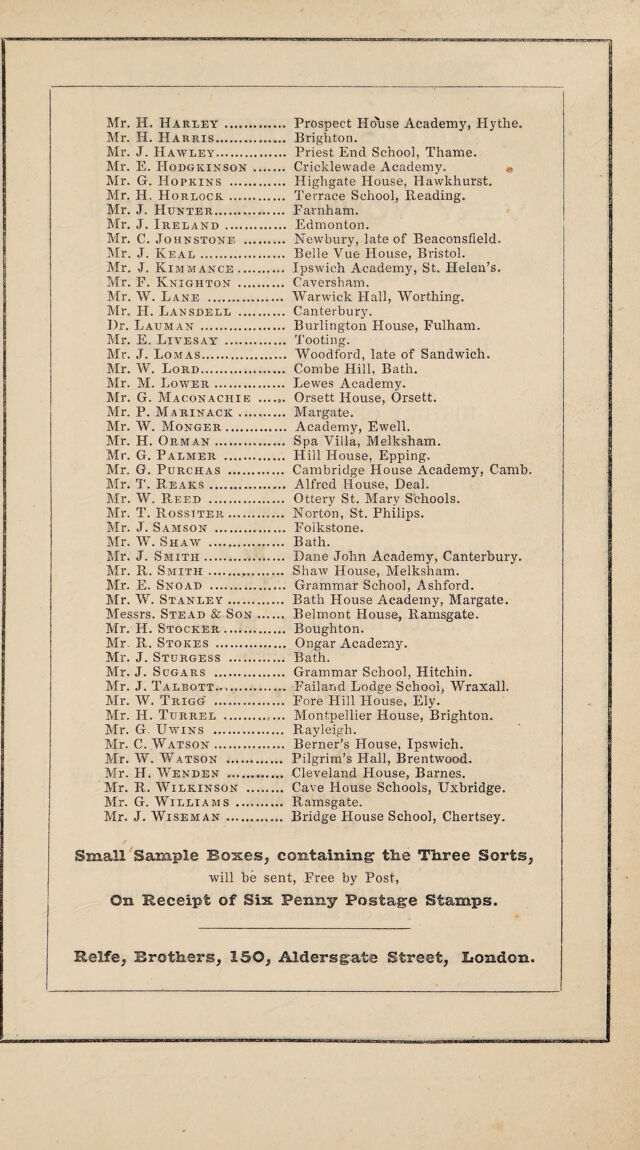 Mr. H. HARLEY ............. Prospect House Academy, Hythe.
Mr. H. HARRIS............... Brighton.
Mr. J. HAWLEY............... Priest End School, Thame.
Mr. E. HODGKINSON ....... Cricklewade Academy.
Mr. G. HOPKINS ............ Highgate House, Hawkhurst.
Mr. H. HORLOCK ............ Terrace School, Reading.
Mr. J. HUNTER............... Farnham.
Mr. J. IRELAND ............. Edmonton.
Mr. C. JOHNSTONE ......... Newbury, late of Beaconsfield.
Mr. J. KEAL .................. Belle Vue House, Bristol.
Mr. J. KIMMANCE .......... Ipswich Academy, St. Helen's.
Mr. F. KNIGHTON .......... Caversham.
Mr. W. LANE ................ Warwick Hall, Worthing.
Mr. H. LANSDELL .......... Canterbury.
Dr. LAUMAN .................. Burlington House, Fulham.
Mr. E. LIVESAY ............. Tooting.
Mr. J. LOMAS.................. Woodford, late of Sandwich.
Mr. W. LORD.................. Combe Hill, Bath.
Mr. M. LOWER ............... Lewes Academy.
Mr. G. MACONACHIE ...... Orsett House, Orsett.
Mr. P. MARINACK .......... Margate.
Mr. W. MONGER ............. Academy, Ewell.
Mr. H. ORMAN ............... Spa Villa, Melksham.
Mr. G. PALMER ............. Hill House, Epping.
Mr. G. PURCHAS ............ Cambridge House Academy, Camb.
Mr. T. REAKS ................ Alfred House, Deal.
Mr. W. REED ................ Ottery St. Mary Schools.
Mr. T. ROSSITER............ Norton, St. Philips.
Mr. J. SAMSON ............... Folkstone.
Mr. W. SHAW ................ Bath.
Mr. J. SMITH ................. Dane John Academy, Canterbury.
Mr. R. SMITH ................ Shaw House, Melksham.
Mr. E. SNOAD ................ Grammar School, Ashford.
Mr. W. STANLEY ............ Bath House Academy, Margate.
Messrs. STEAD & SON ...... Belmont House, Ramsgate.
Mr. H. STOCKER ............. Boughton.
Mr. R. STOKES ............... Ongar Academy.
Mr. J. STURGESS ............ Bath.
Mr. J. SUGARS ............... Grammar School, Hitchin.
Mr. J. TALBOTT............... Failand Lodge School, Wraxall.
Mr. W. TRIGG ............... Fore Hill House, Ely.
Mr. H. TURREL ............. Montpellier House, Brighton.
Mr. G. UWINS ............... Rayleigh.
Mr. C. WATSON ............... Berner's House, Ipswich.
Mr. W. WATSON ............ Pilgrim's Hall, Brentwood.
Mr. H. WENDEN ............ Cleveland House, Barnes.
Mr. R. WILKINSON ........ Cave House Schools, Uxbridge.
Mr. G. WILLIAMS .......... Ramsgate.
Mr. J. WISEMAN ............ Bridge House School, Chertsey.
Small Sample Boxes, containing the Three Sorts,
will be sent, Free by Post,
On Receipt of Six Penny Postage Stamps.
Relfe, Brothers, 150, Aldersgate Street, London.